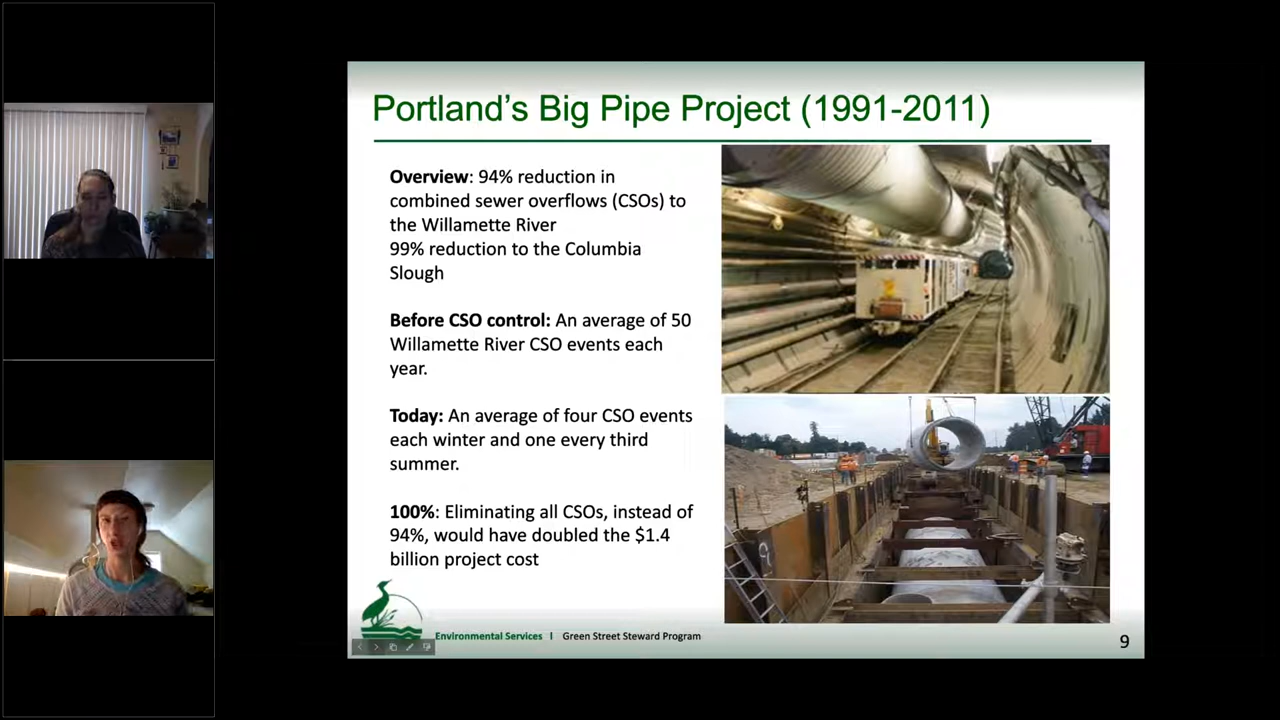 Portland's Big Pipe Project (1991-2011)
Overview: 94% reduction in
combined sewer overflows (CSOs) to
the Willamette River
99% reduction to the Columbia
Slough
Before CSO control: An average of 50
Willamette River CSO events each
year.
Today: An average of four CSO events
each winter and one every third
summer.
100%: Eliminating all CSOs, instead of
94%, would have doubled the $1.4
billion project cost
Environmental Services | Green Street Steward Program
9